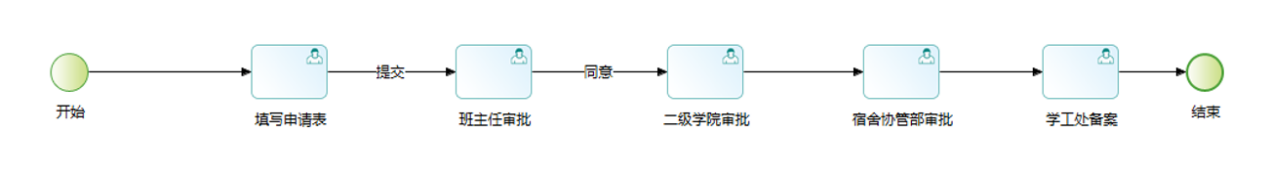 提交
同意
开始
填写申请表
班主任审批
二级学院审批
宿舍协管部审批
学工处备案
结束